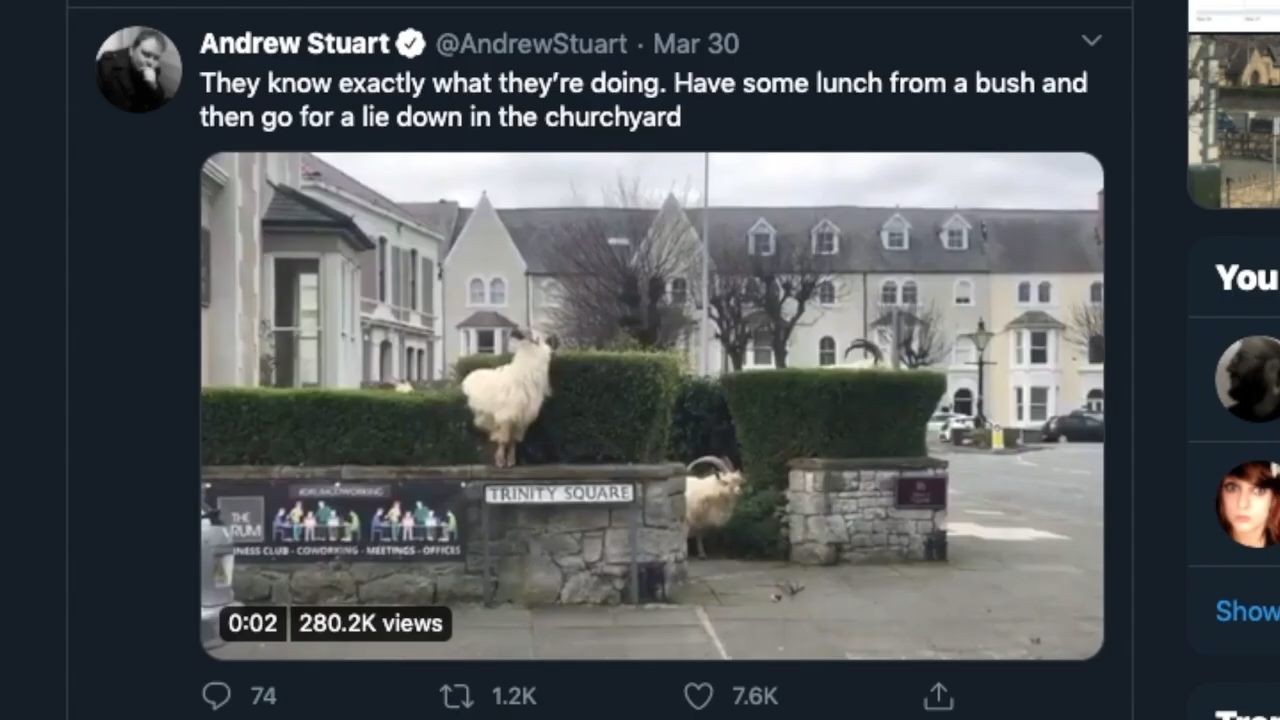 Andrew Stuart @AndrewStuart · Mar 30
They know exactly what they're doing. Have some lunch from a bush and
then go for a lie down in the churchyard
You
TRINITY SQUARE
THE
COWORKING - MEETINGS - OFFICES
0:02 280.2K views
Show
74 1.2K 7.6K